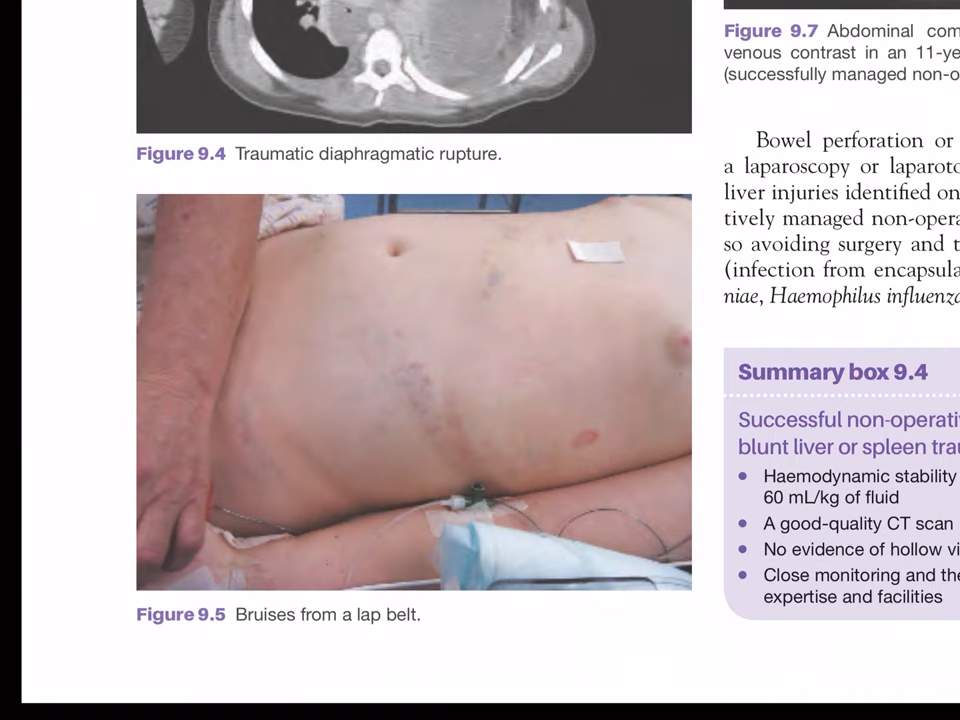 Figure 9.4 Traumatic diaphragmatic rupture.
Figure 9.5 Bruises from a lap belt.
Figure 9.7 Abdominal com
venous contrast in an 11-ye
(successfully managed non-o
Bowel perforation or
a laparoscopy or laparoto
liver injuries identified on
tively managed non-opera
so avoiding surgery and t
(infection from encapsula
niae, Haemophilus influenza
Summary box 9.4
Successful non-operati
blunt liver or spleen trau
• Haemodynamic stability
60 mL/kg of fluid
• A good-quality CT scan
• No evidence of hollow vi
• Close monitoring and the
expertise and facilities